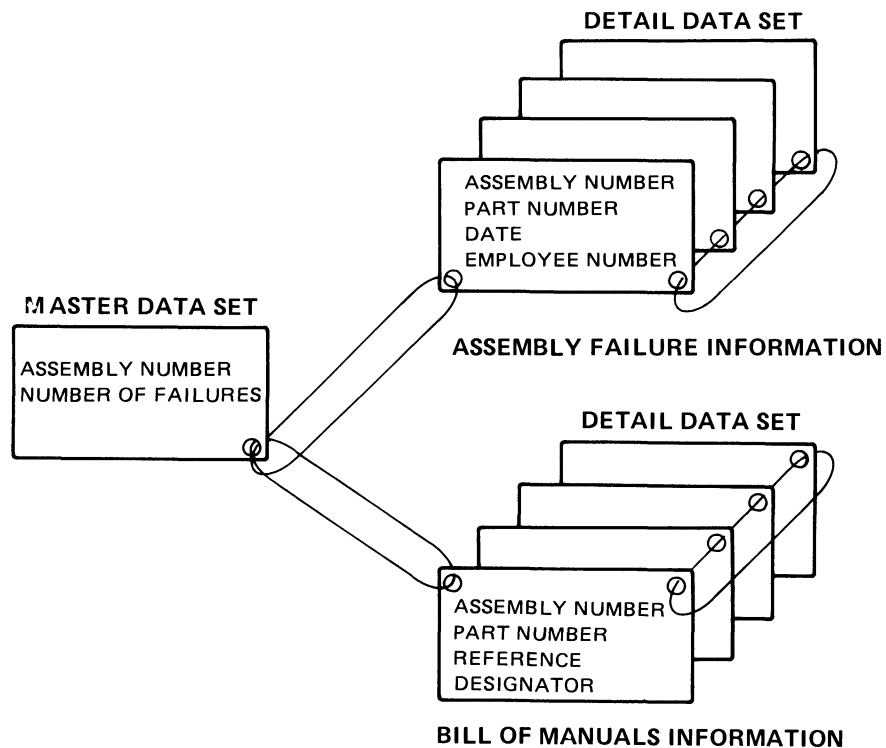 DETAIL DATA SET
ASSEMBLY NUMBER
PART NUMBER
DATE
EMPLOYEE NUMBER
ASSEMBLY FAILURE INFORMATION
MASTER DATA SET
ASSEMBLY NUMBER
NUMBER OF FAILURES
DETAIL DATA SET
ASSEMBLY NUMBER
PART NUMBER
REFERENCE
DESIGNATOR
BILL OF MANUALS INFORMATION